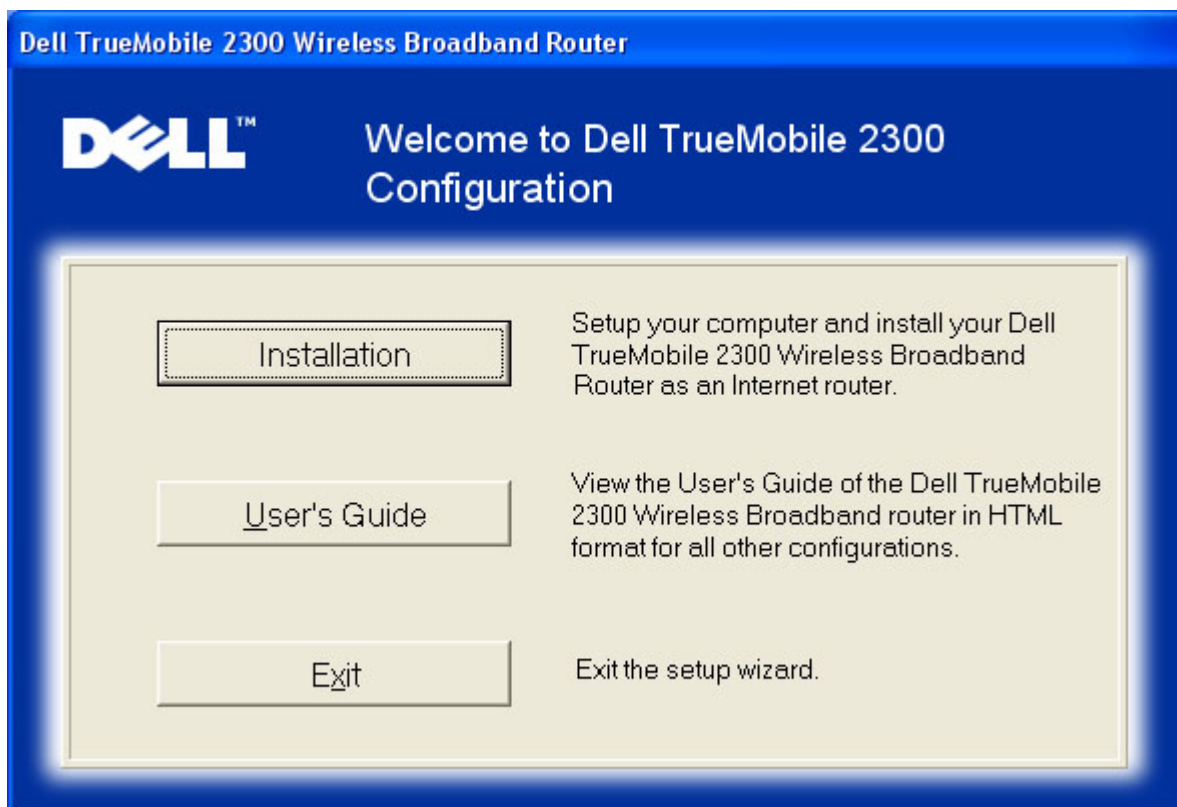 Dell TrueMobile 2300 Wireless Broadband Router
DELL™
Welcome to Dell TrueMobile 2300
Configuration
Installation
Setup your computer and install your Dell
TrueMobile 2300 Wireless Broadband
Router as an Internet router.
User's Guide
View the User's Guide of the Dell TrueMobile
2300 Wireless Broadband router in HTML
format for all other configurations.
Exit
Exit the setup wizard.